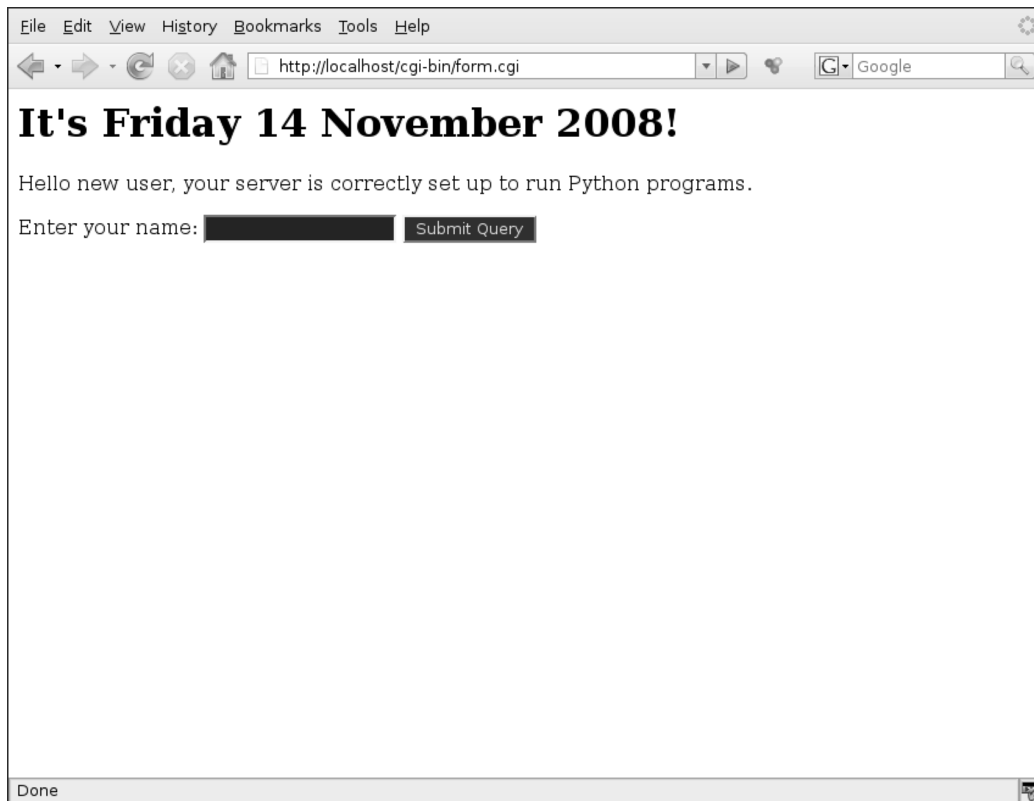 File Edit View History Bookmarks Tools Help
http://localhost/cgi-bin/form.cgi G Google
It's Friday 14 November 2008!
Hello new user, your server is correctly set up to run Python programs.
Enter your name: Submit Query
Done